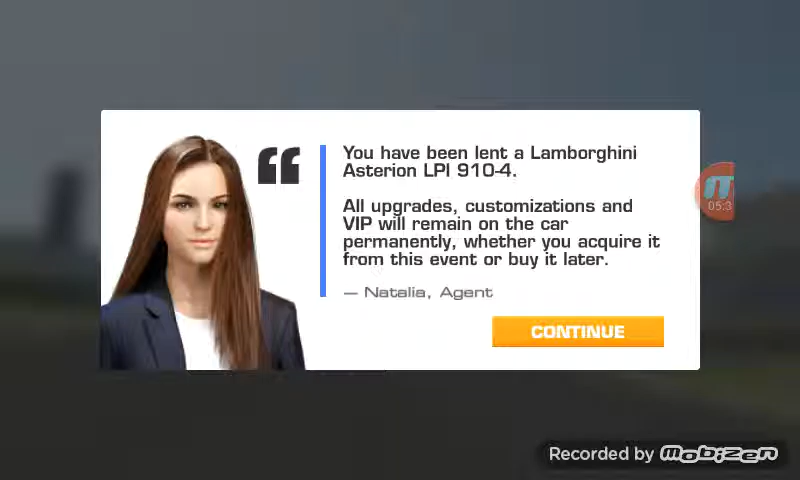 You have been lent a Lamborghini
Asterion LPI 910-4.
All upgrades, customizations and
VIP will remain on the car
permanently, whether you acquire it
from this event or buy it later.
— Natalia, Agent
CONTINUE
05:3
Recorded by Mobizen